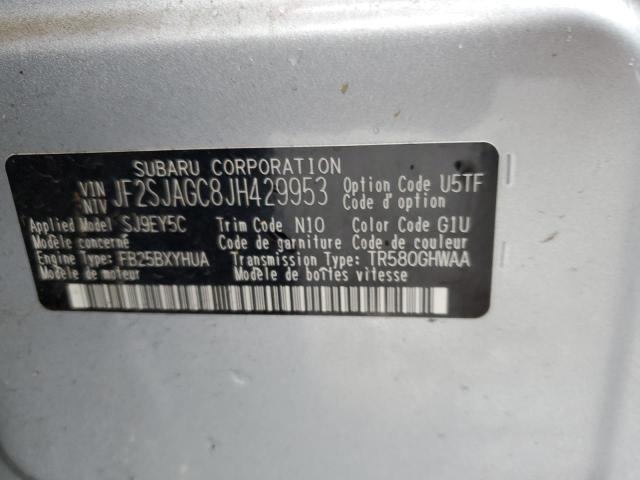 SUBARU CORPORATION
VIN NIV JF2SJAGC8JH429953 Option Code U5TF
Code d'option
Applied Model SJ9EY5C Trim Code N10 Color Code G1U
Modèle concerné Code de garnissage Code de couleur
Engine Type: FB25BXYHUA Transmission Type: TR580GHWAA
Modèle de moteur Modèle de boîtes vitesse